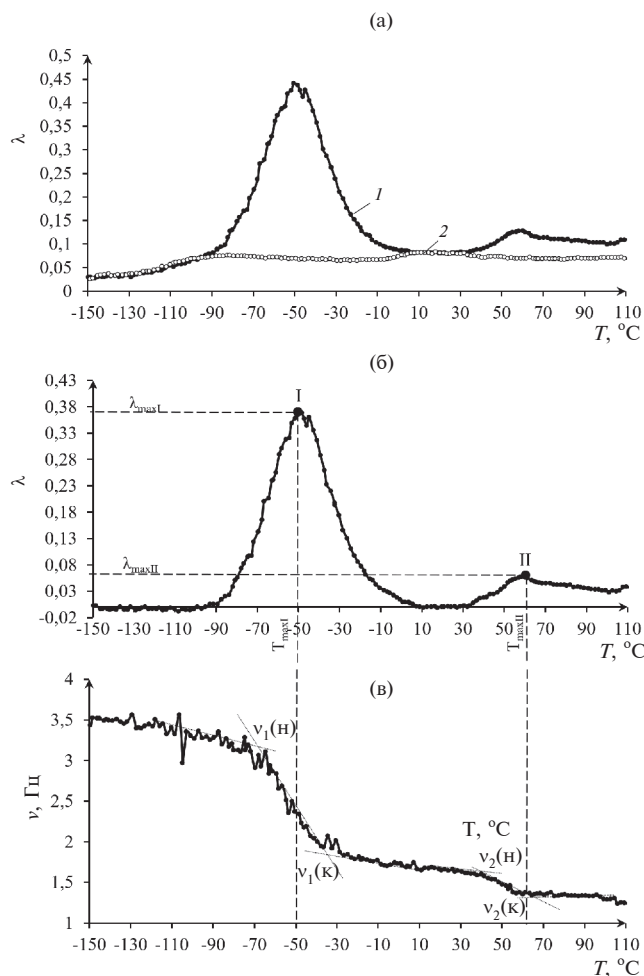 (а)
0,5
0,45
0,4
0,35
0,3
0,25
0,2
0,15
0,1
0,05
0
λ
1
2
-150 -130 -110 -90 -70 -50 -30 -10 10 30 50 70 90 110
T, °C
(б)
0,43
0,38
0,33
0,28
0,23
0,18
0,13
0,08
0,03
-0,02
λ
λmaxI
I
λmaxII
II
-150 -130 -110 -90 -70 -50 -30 -10 10 30 50 70 90 110
TmaxI
TmaxII
T, °C
(в)
4
3,5
3
2,5
2
1,5
1
ν, Гц
ν1(н)
ν1(к)
T, °C
ν2(н)
ν2(к)
-150 -130 -110 -90 -70 -50 -30 -10 10 30 50 70 90 110
T, °C